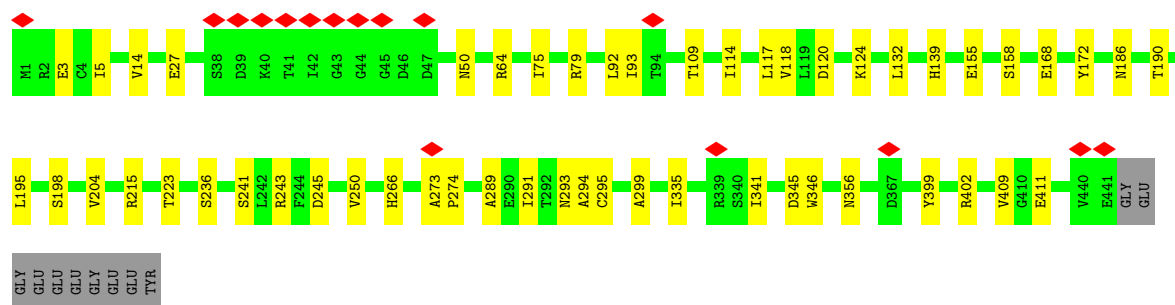 M1 R2 E3 C4 I5 V14 E27 S38 D39 K40 T41 I42 G43 G44 G45 D46 D47 N50 R64 I75 R79 L92 I93 T94 T109 I114 L117 V118 L119 D120 K124 L132 H139 E155 S158 E168 Y172 N186 T190
L195 S198 V204 R215 T223 S236 S241 L242 R243 F244 D245 V250 H266 A273 P274 A289 E290 I291 T292 N293 A294 C295 A299 I335 R339 S340 I341 D345 W346 N356 D367 Y399 R402 V409 G410 E411 V440 E441 GLY GLU
GLY GLU GLU GLU GLY GLU GLU TYR